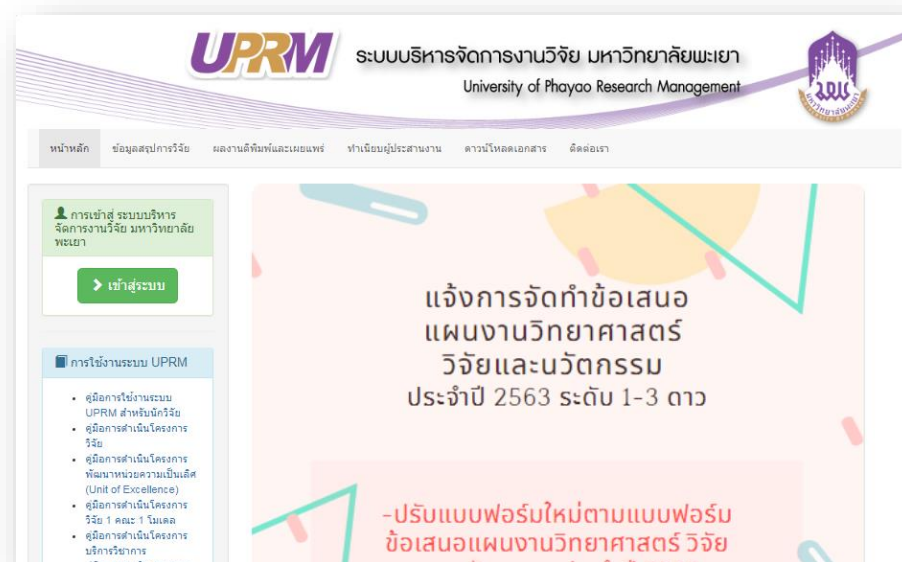 UPRM
ระบบบริหารจัดการงานวิจัย มหาวิทยาลัยพะเยา
University of Phayao Research Management
มหาวิทยาลัยพะเยา
หน้าหลัก ข้อมูลสรุปการวิจัย ผลงานตีพิมพ์และเผยแพร่ ทำเนียบผู้ประสานงาน ดาวน์โหลดเอกสาร ติดต่อเรา
การเข้าสู่ ระบบบริหาร
จัดการงานวิจัย มหาวิทยาลัย
พะเยา
เข้าสู่ระบบ
การใช้งานระบบ UPRM
คู่มือการใช้งานระบบ
UPRM สำหรับนักวิจัย
คู่มือการดำเนินโครงการ
วิจัย
คู่มือการดำเนินโครงการ
พัฒนาหน่วยความเป็นเลิศ
(Unit of Excellence)
คู่มือการดำเนินโครงการ
วิจัย 1 คณะ 1 โมเดล
คู่มือการดำเนินโครงการ
บริการวิชาการ
แจ้งการจัดทำข้อเสนอ
แผนงานวิทยาศาสตร์
วิจัยและนวัตกรรม
ประจำปี 2563 ระดับ 1-3 ดาว
-ปรับแบบฟอร์มใหม่ตามแบบฟอร์ม
ข้อเสนอแผนงานวิทยาศาสตร์ วิจัย